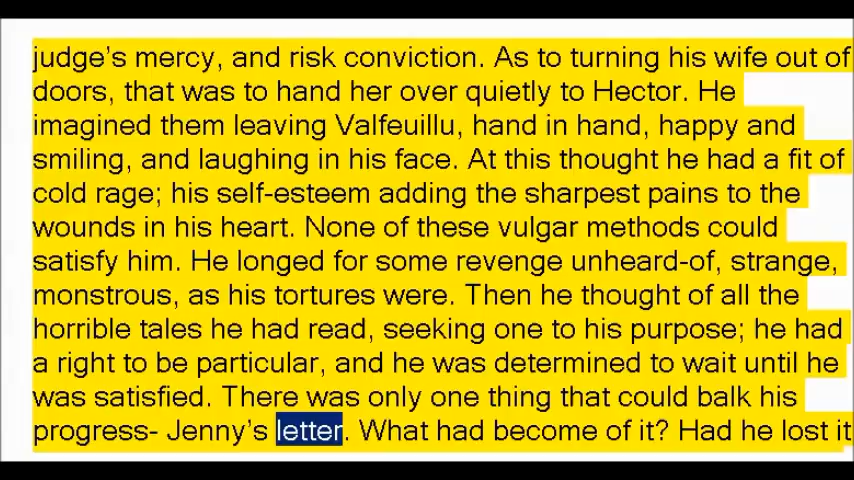 judge's mercy, and risk conviction. As to turning his wife out of
doors, that was to hand her over quietly to Hector. He
imagined them leaving Valfeuillu, hand in hand, happy and
smiling, and laughing in his face. At this thought he had a fit of
cold rage; his self-esteem adding the sharpest pains to the
wounds in his heart. None of these vulgar methods could
satisfy him. He longed for some revenge unheard-of, strange,
monstrous, as his tortures were. Then he thought of all the
horrible tales he had read, seeking one to his purpose; he had
a right to be particular, and he was determined to wait until he
was satisfied. There was only one thing that could balk his
progress- Jenny's letter. What had become of it? Had he lost it